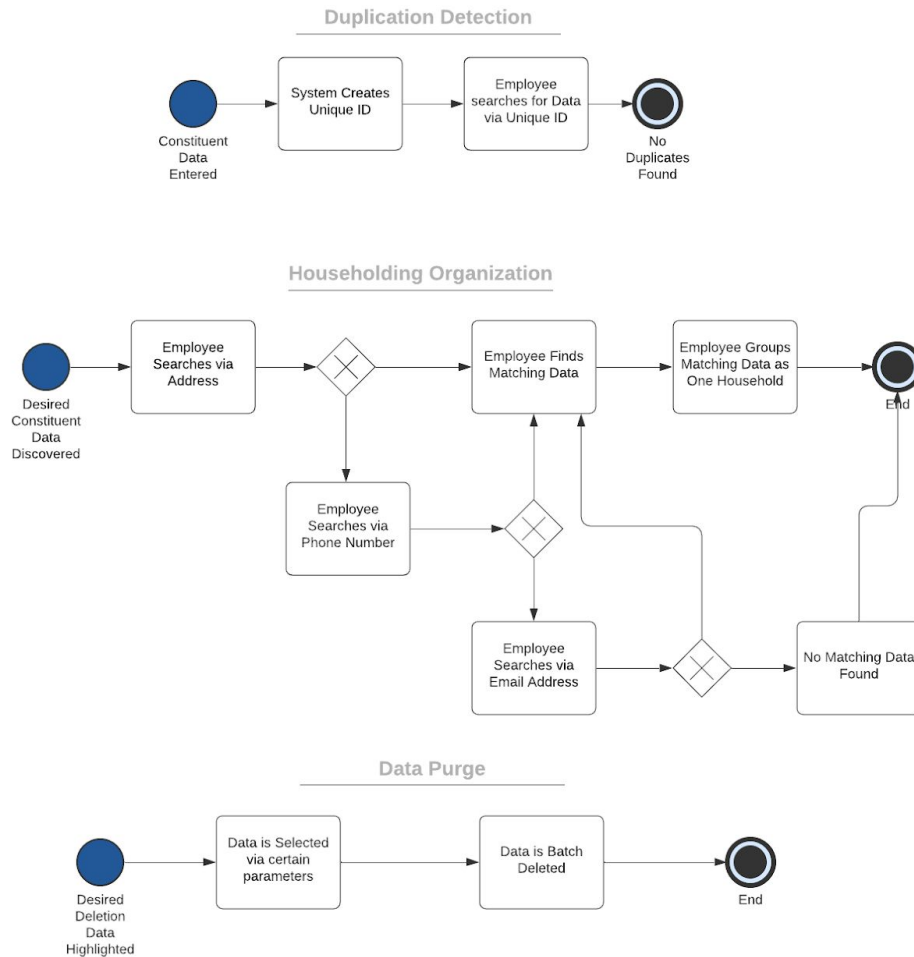 Duplication Detection
System Creates
Unique ID
Employee
searches for Data
via Unique ID
Constituent
Data
Entered
No
Duplicates
Found
Householding Organization
Employee
Searches via
Address
Employee Finds
Matching Data
Employee Groups
Matching Data as
One Household
Desired
Constituent
Data
Discovered
End
Employee
Searches via
Phone Number
Employee
Searches via
Email Address
No Matching Data
Found
Data Purge
Data is Selected
via certain
parameters
Data is Batch
Deleted
Desired
Deletion
Data
Highlighted
End